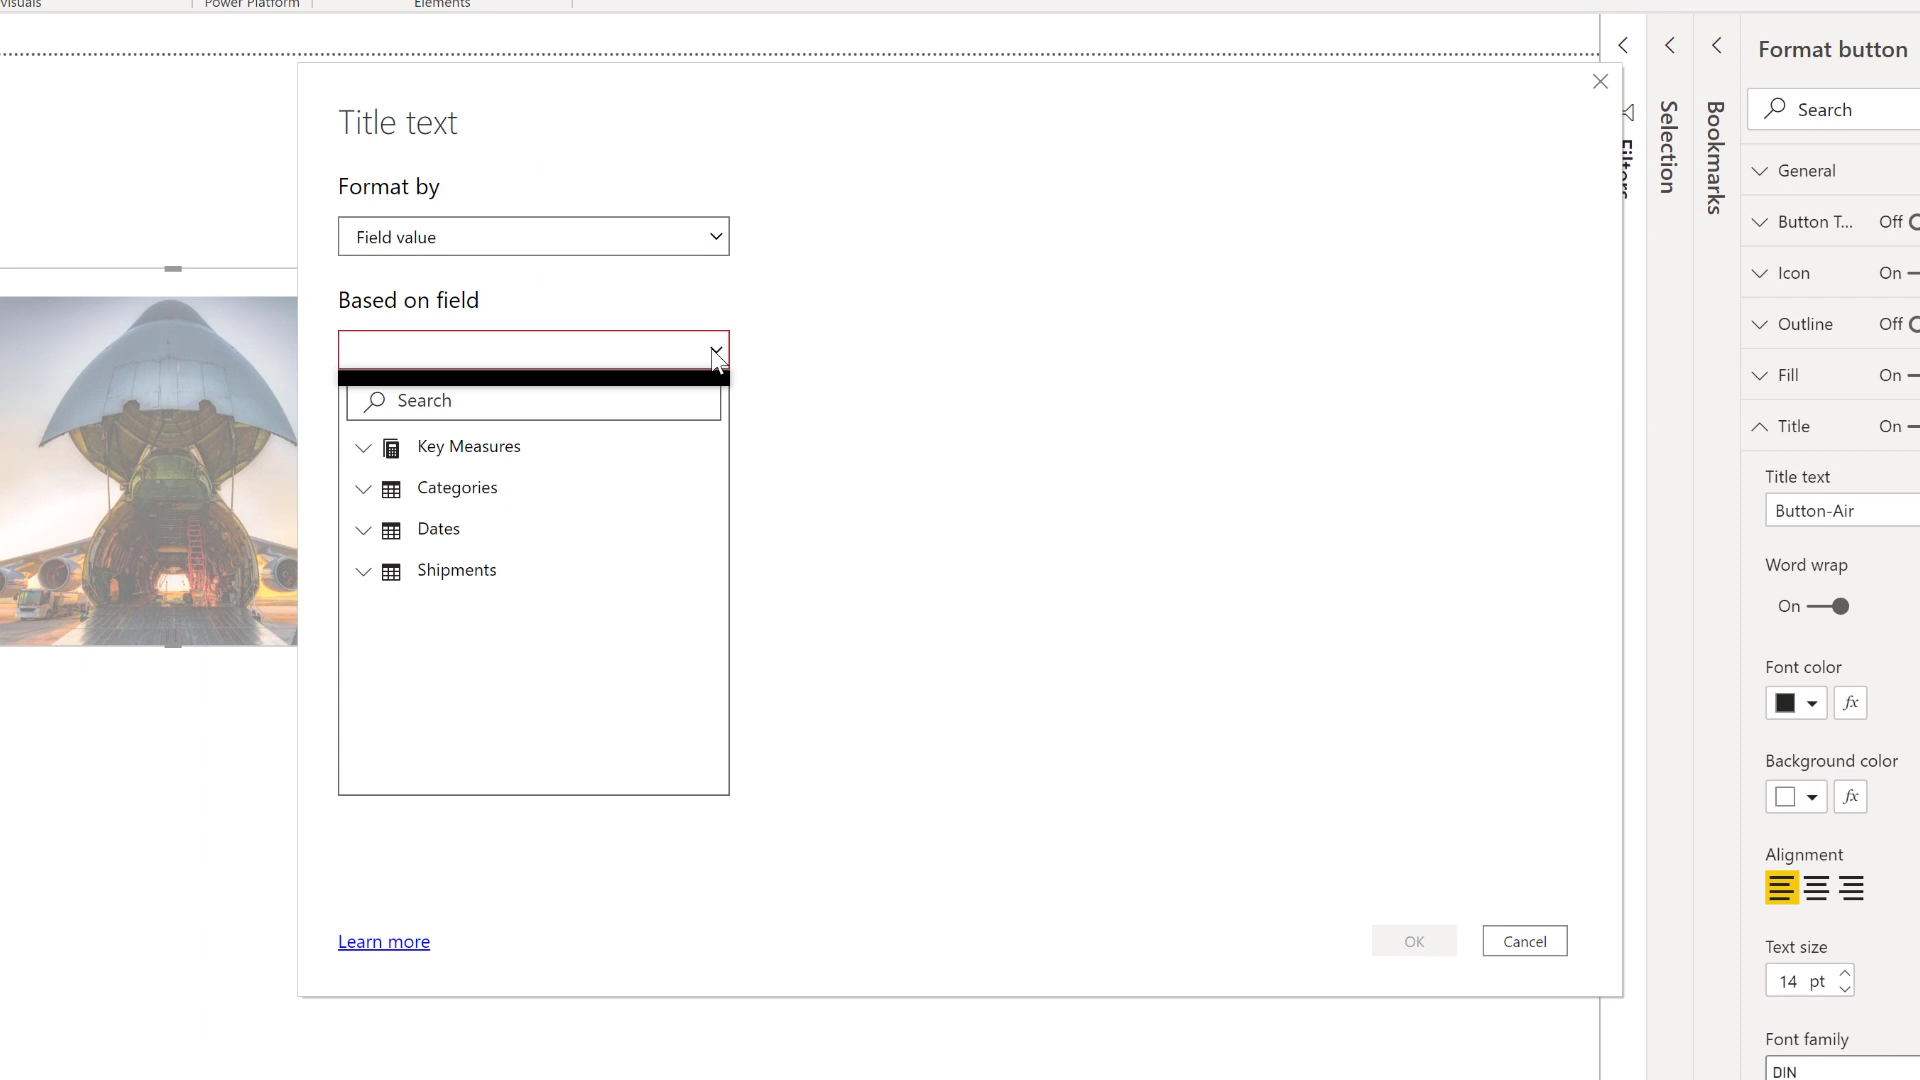 visuals
Power Platform
Elements
Title text
Format by
Field value
Based on field
Search
Key Measures
Categories
Dates
Shipments
Learn more
OK
Cancel
Filters
Selection
Bookmarks
Format button
Search
General
Button T... Off
Icon On
Outline Off
Fill On
Title On
Title text
Button-Air
Word wrap
On
Font color
fx
Background color
fx
Alignment
Text size
14 pt
Font family
DIN